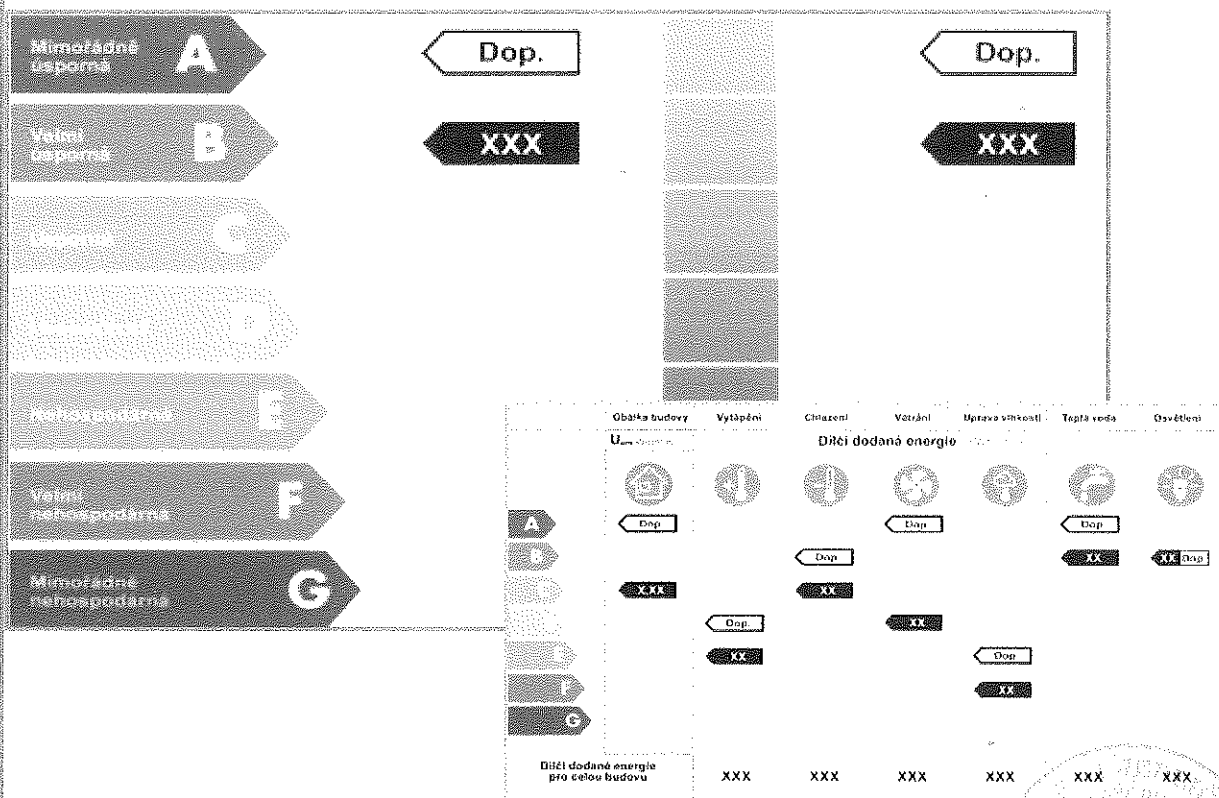 Mimořádně
úsporná
A
Dop.
Dop.
Velmi
úsporná
B
XXX
XXX
C
D
Nehospodárná
E
Velmi
nehospodárná
F
Mimořádně
nehospodárná
G
Obálka budovy
Vytápění
Chlazení
Větrání
Úprava vlhkosti
Teplá voda
Osvětlení
Dílčí dodaná energie
A
Dop
Dop
Dop
B
Dop
XX
XX
Dop
X.XX
XX
Dop.
XX
E
XX
Dop
F
XX
G
Dílčí dodané energie
pro celou budovu
XXX
XXX
XXX
XXX
XXX
XXX